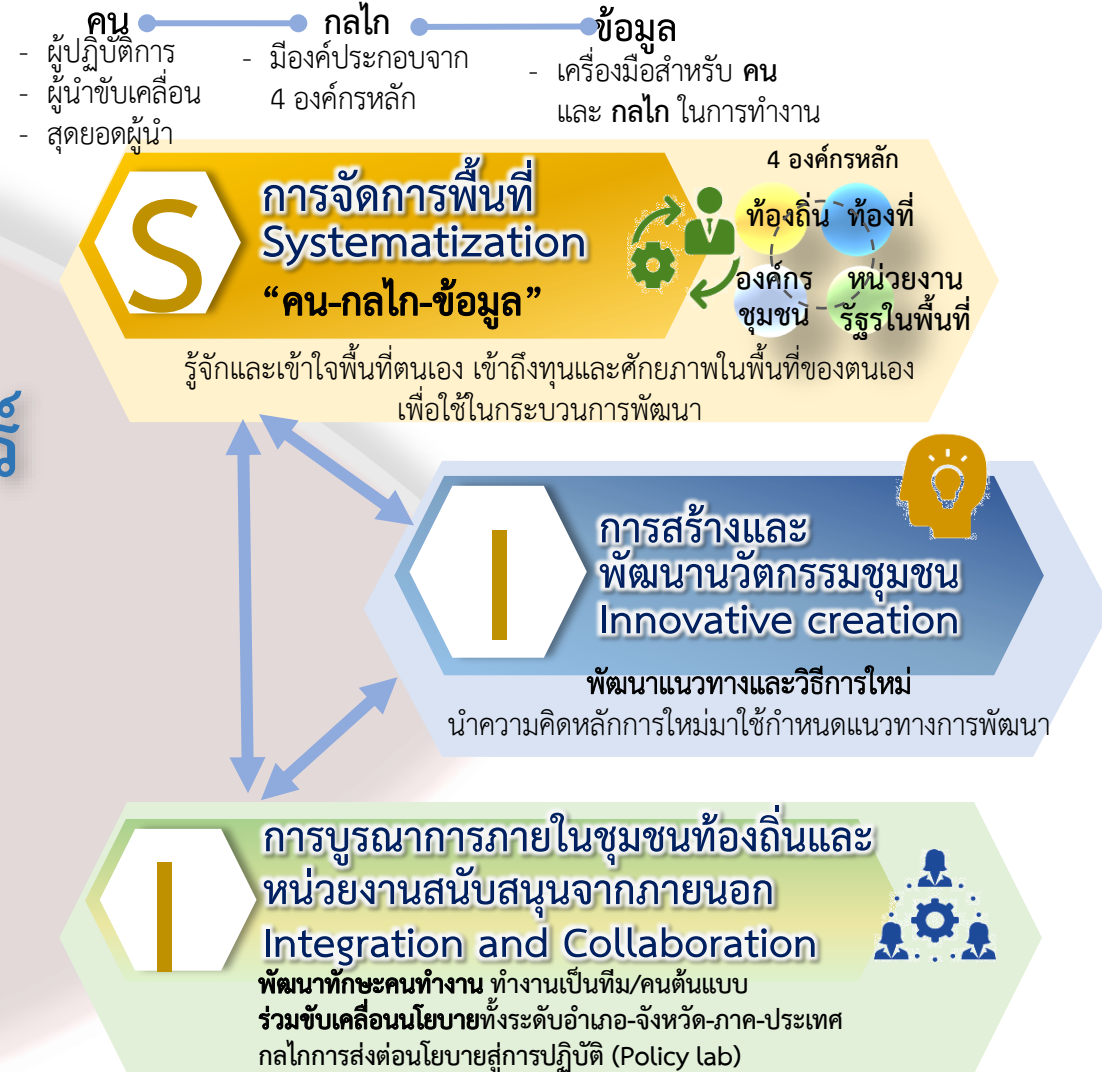 คน
- ผู้ปฏิบัติการ
- ผู้นำขับเคลื่อน
- สุดยอดผู้นำ
กลไก
- มีองค์ประกอบจาก
4 องค์กรหลัก
ข้อมูล
- เครื่องมือสำหรับ คน
และ กลไก ในการทำงาน
S
การจัดการพื้นที่
Systematization
“คน-กลไก-ข้อมูล”
4 องค์กรหลัก
ท้องถิ่น
ท้องที่
องค์กร
ชุมชน
หน่วยงาน
รัฐรในพื้นที่
รู้จักและเข้าใจพื้นที่ตนเอง เข้าถึงทุนและศักยภาพในพื้นที่ของตนเอง
เพื่อใช้ในกระบวนการพัฒนา
I
การสร้างและ
พัฒนานวัตกรรมชุมชน
Innovative creation
พัฒนาแนวทางและวิธีการใหม่
นำความคิดหลักการใหม่มาใช้กำหนดแนวทางการพัฒนา
I
การบูรณาการภายในชุมชนท้องถิ่นและ
หน่วยงานสนับสนุนจากภายนอก
Integration and Collaboration
พัฒนาทักษะคนทำงาน ทำงานเป็นทีม/คนต้นแบบ
ร่วมขับเคลื่อนนโยบายทั้งระดับอำเภอ-จังหวัด-ภาค-ประเทศ
กลไกการส่งต่อนโยบายสู่การปฏิบัติ (Policy lab)